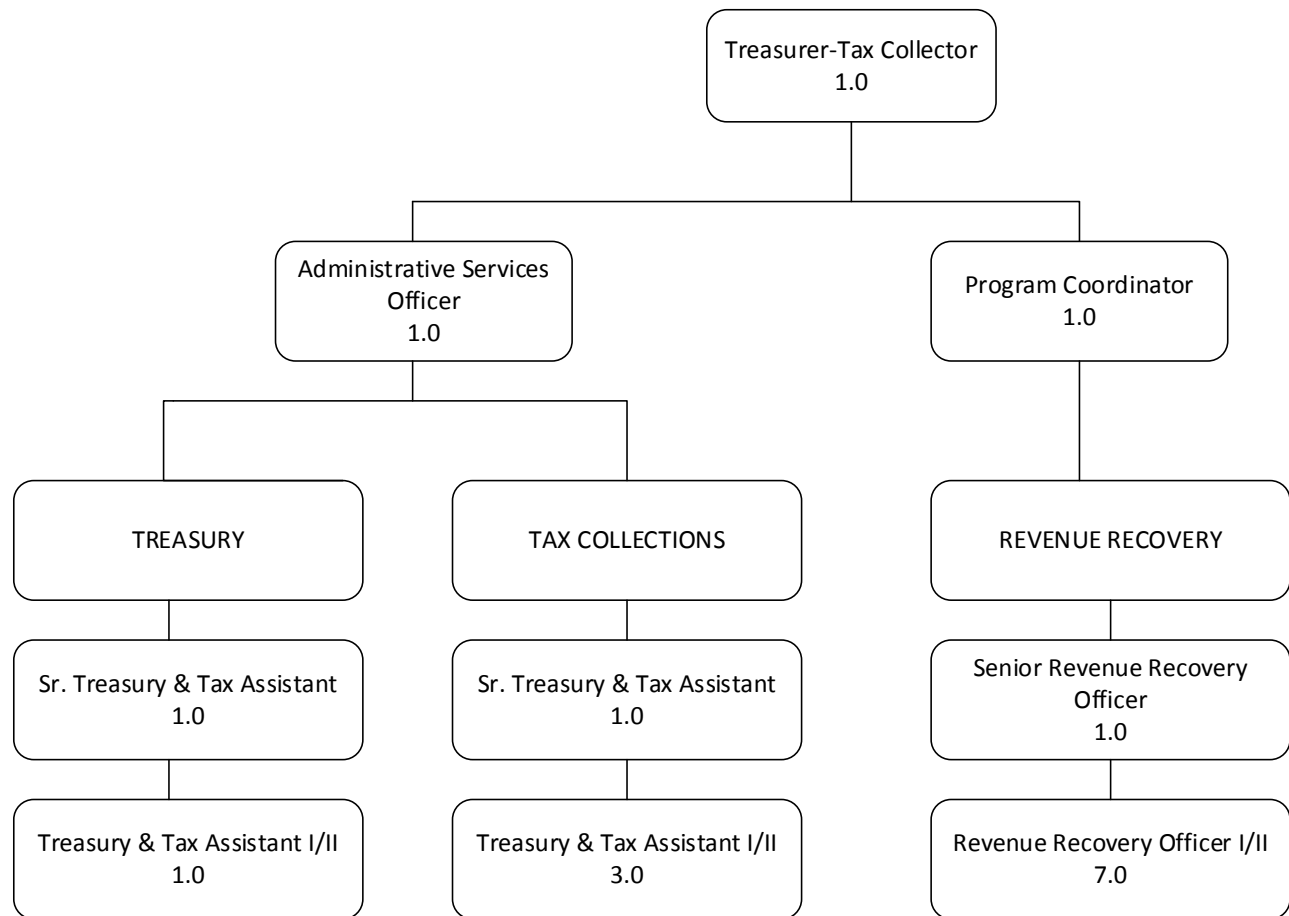 Treasurer-Tax Collector
1.0
Administrative Services
Officer
1.0
Program Coordinator
1.0
TREASURY
TAX COLLECTIONS
REVENUE RECOVERY
Sr. Treasury & Tax Assistant
1.0
Sr. Treasury & Tax Assistant
1.0
Senior Revenue Recovery
Officer
1.0
Treasury & Tax Assistant I/II
1.0
Treasury & Tax Assistant I/II
3.0
Revenue Recovery Officer I/II
7.0